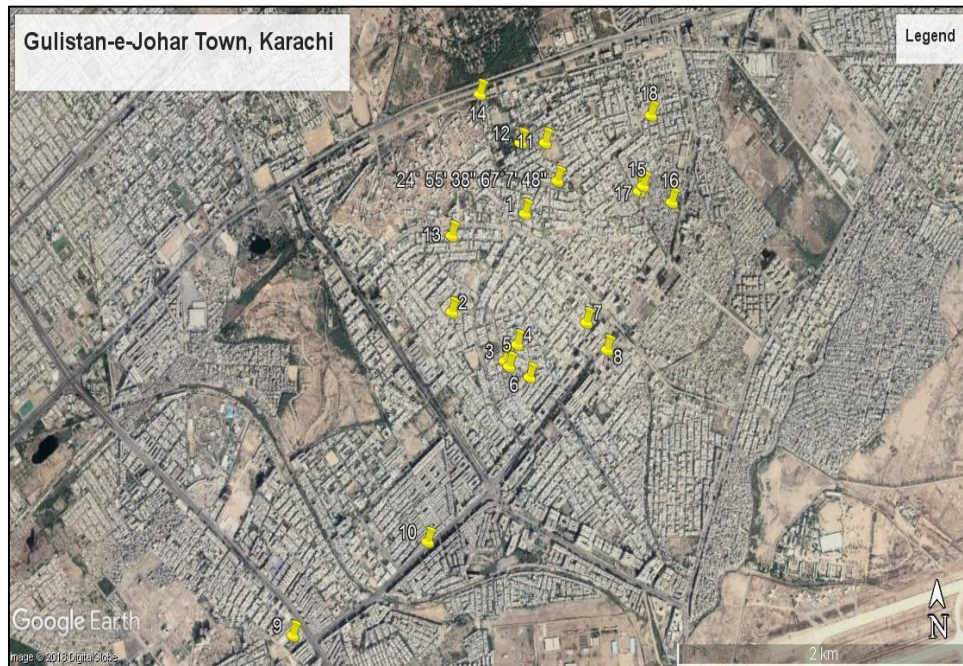 Gulistan-e-Johar Town, Karachi
Legend
18
14
12
11
24° 55' 38" 67°7' 48"
15
17
16
1
13
2
7
4
5
3
8
6
10
9
Google Earth
N
Image © 2018 DigitalGlobe
2 km